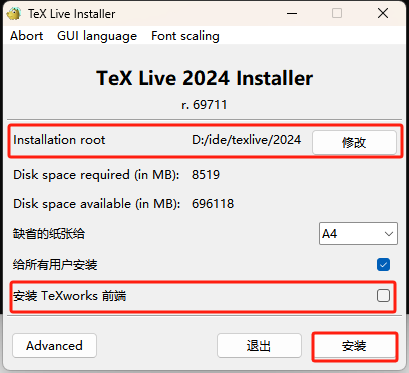 TeX Live Installer
Abort GUI language Font scaling
TeX Live 2024 Installer
r. 69711
Installation root D:/ide/texlive/2024 修改
Disk space required (in MB): 8519
Disk space available (in MB): 696118
缺省的纸张给 A4
给所有用户安装
安装 TeXworks 前端
Advanced 退出 安装